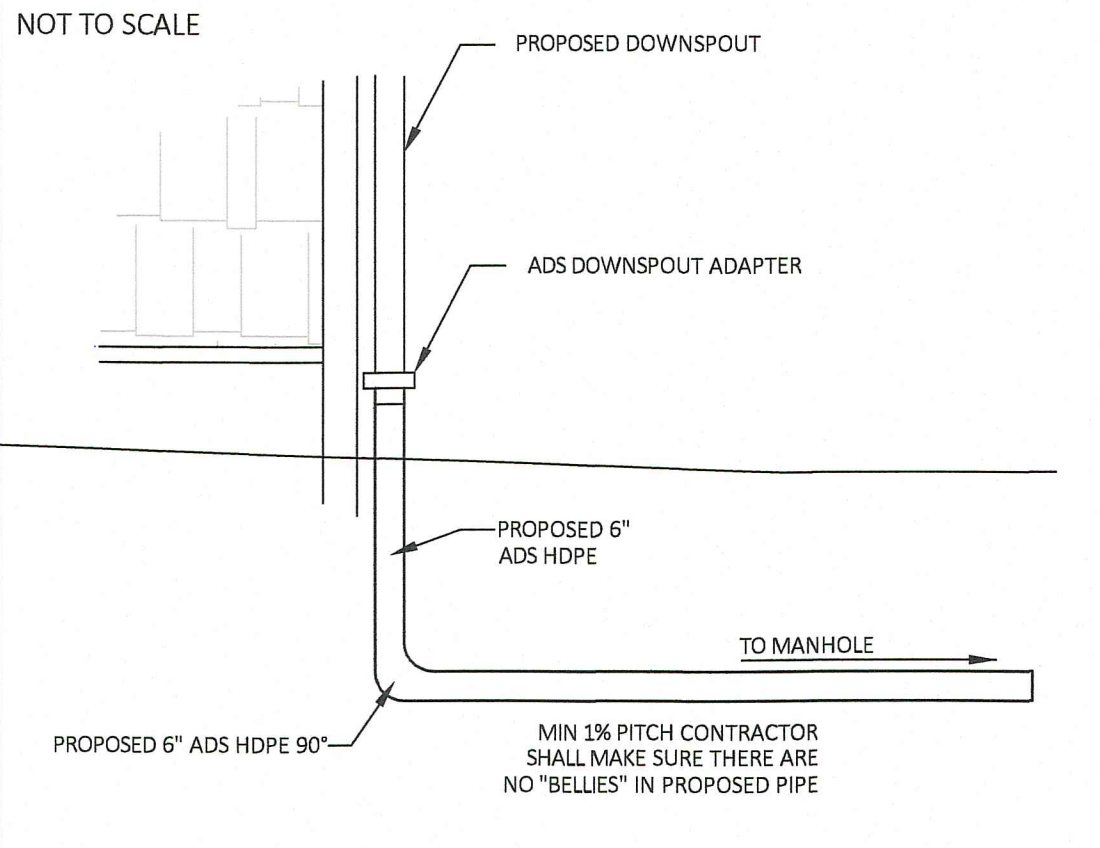 NOT TO SCALE
PROPOSED DOWNSPOUT
ADS DOWNSPOUT ADAPTER
PROPOSED 6"
ADS HDPE
TO MANHOLE
PROPOSED 6" ADS HDPE 90°
MIN 1% PITCH CONTRACTOR
SHALL MAKE SURE THERE ARE
NO "BELLIES" IN PROPOSED PIPE